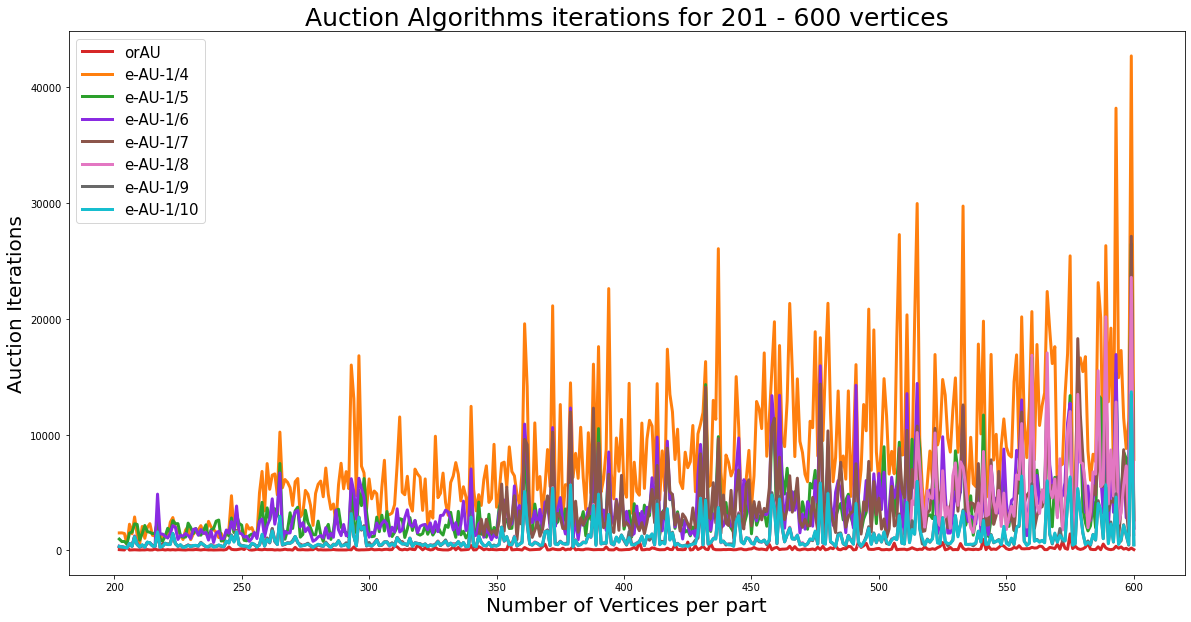 Auction Algorithms iterations for 201 - 600 vertices
orAU
e-AU-1/4
e-AU-1/5
e-AU-1/6
e-AU-1/7
e-AU-1/8
e-AU-1/9
e-AU-1/10
Auction Iterations
40000
30000
20000
10000
0
200 250 300 350 400 450 500 550 600
Number of Vertices per part